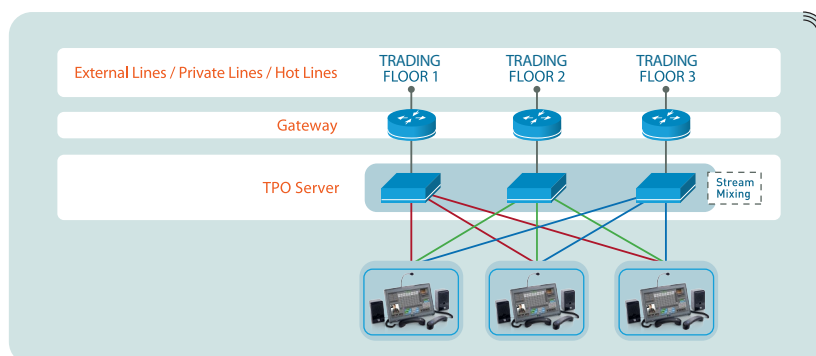 External Lines / Private Lines / Hot Lines
TRADING
FLOOR 1
TRADING
FLOOR 2
TRADING
FLOOR 3
Gateway
TPO Server
Stream
Mixing